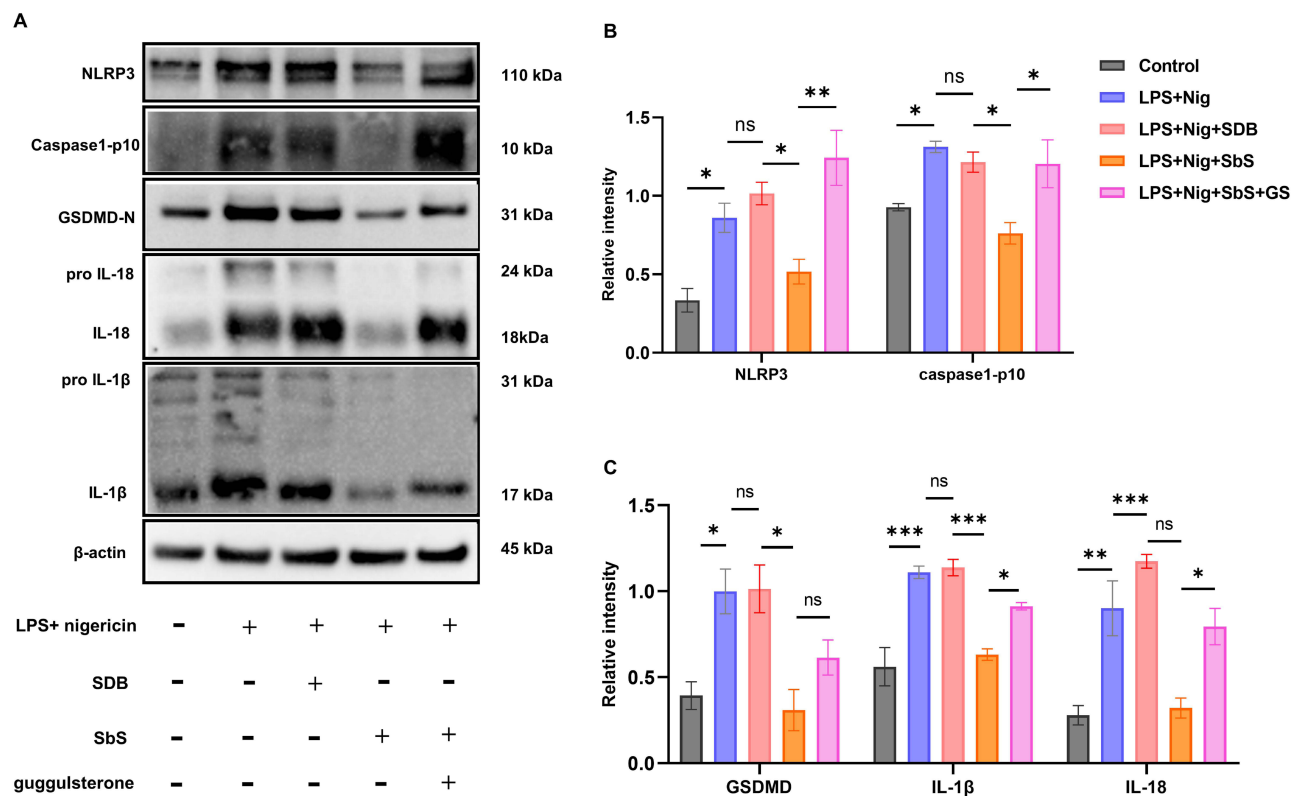 A
NLRP3
110 kDa
Caspase1-p10
10 kDa
GSDMD-N
31 kDa
pro IL-18
24 kDa
IL-18
18kDa
pro IL-1β
31 kDa
IL-1β
17 kDa
β-actin
45 kDa
LPS+ nigericin - + + + +
SDB - - + - -
SbS - - - + +
guggulsterone - - - - +
B
Control
LPS+Nig
LPS+Nig+SDB
LPS+Nig+SbS
LPS+Nig+SbS+GS
* ns * ** * ns * *
Relative intensity
1.5
1.0
0.5
0.0
NLRP3 caspase1-p10
C
* ns * ns *** ns *** * ** *** ns *
Relative intensity
1.5
1.0
0.5
0.0
GSDMD IL-1β IL-18